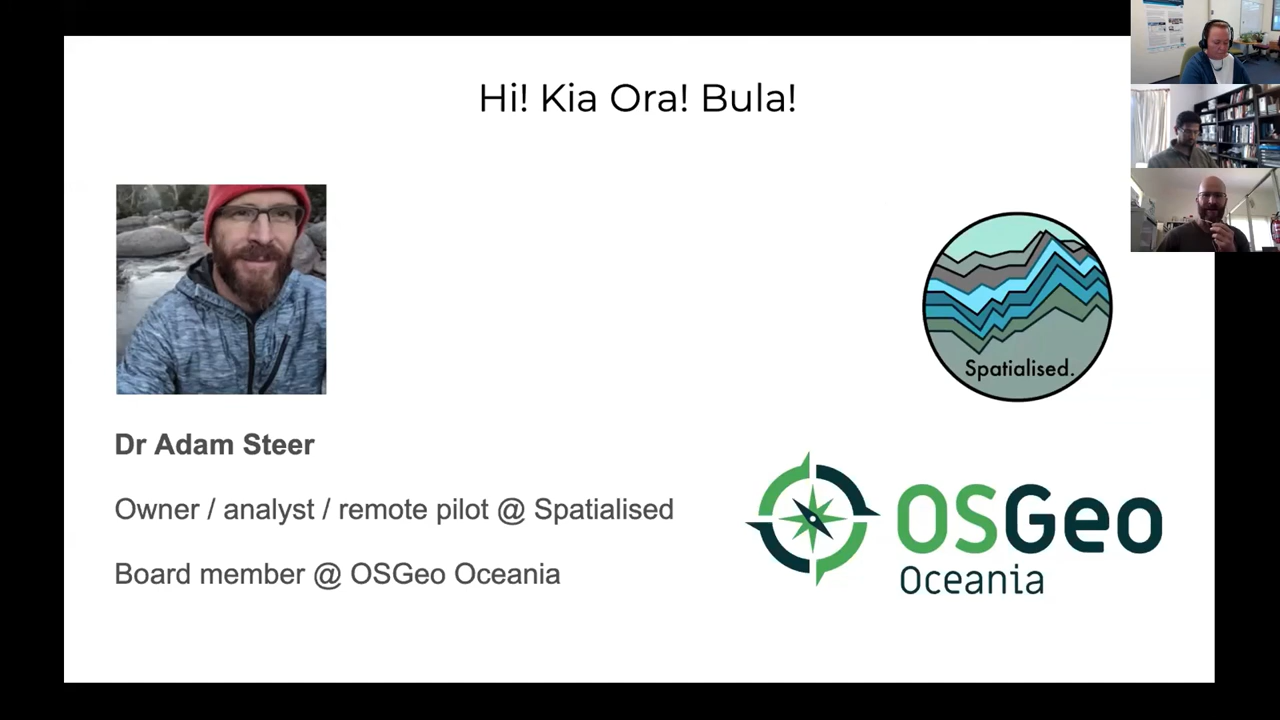 Hi! Kia Ora! Bula!
Spatialised.
Dr Adam Steer
Owner / analyst / remote pilot @ Spatialised
Board member @ OSGeo Oceania
OSGeo
Oceania